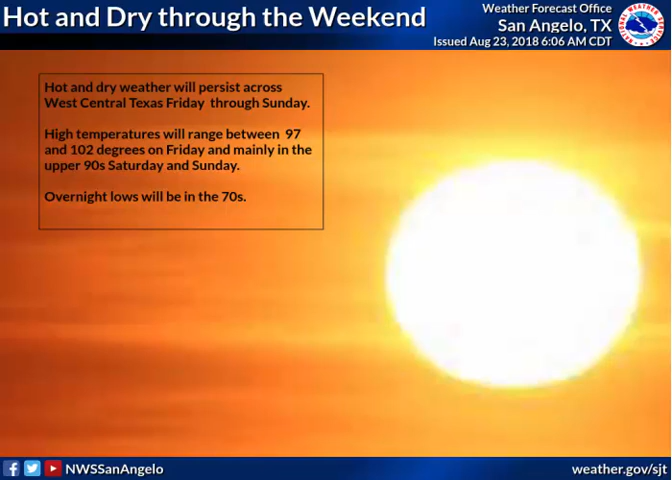 Hot and Dry through the Weekend
Weather Forecast Office
San Angelo, TX
Issued Aug 23, 2018 6:06 AM CDT
Hot and dry weather will persist across
West Central Texas Friday  through Sunday.
High temperatures will range between  97
and 102 degrees on Friday and mainly in the
upper 90s Saturday and Sunday.
Overnight lows will be in the 70s.
NWSSanAngelo
weather.gov/sjt